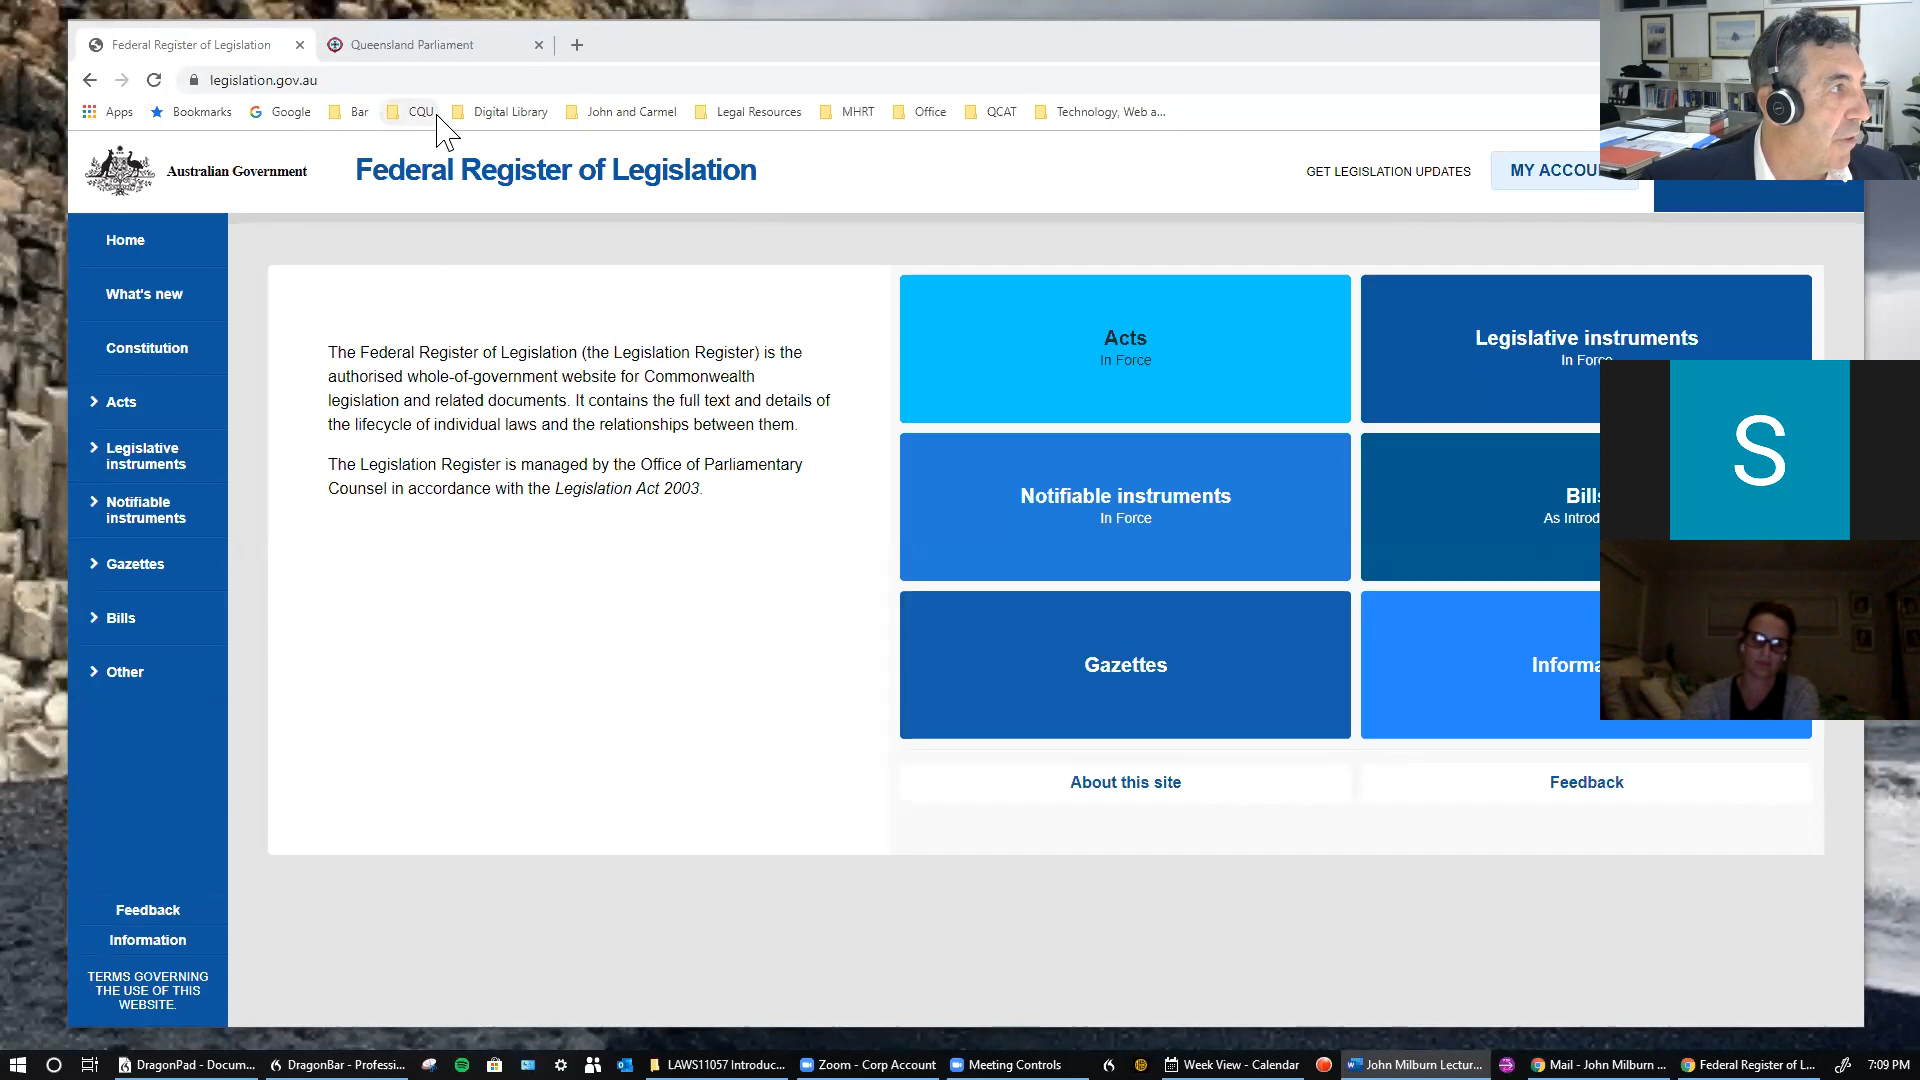 Federal Register of Legislation
Queensland Parliament
legislation.gov.au
Apps
Bookmarks
Google
Bar
CQU
Digital Library
John and Carmel
Legal Resources
MHRT
Office
QCAT
Technology, Web a...
Australian Government
Federal Register of Legislation
GET LEGISLATION UPDATES
MY ACCOU
Home
What's new
Constitution
Acts
Legislative
instruments
Notifiable
instruments
Gazettes
Bills
Other
Feedback
Information
TERMS GOVERNING
THE USE OF THIS
WEBSITE.
The Federal Register of Legislation (the Legislation Register) is the
authorised whole-of-government website for Commonwealth
legislation and related documents. It contains the full text and details of
the lifecycle of individual laws and the relationships between them.
The Legislation Register is managed by the Office of Parliamentary
Counsel in accordance with the Legislation Act 2003.
Acts
In Force
Legislative instruments
In Force
Notifiable instruments
In Force
Bills
As Introd
Gazettes
Informa
About this site
Feedback
S
DragonPad - Docum...
DragonBar - Professi...
LAWS11057 Introduc...
Zoom - Corp Account
Meeting Controls
Week View - Calendar
John Milburn Lectur...
Mail - John Milburn ...
Federal Register of L...
7:09 PM